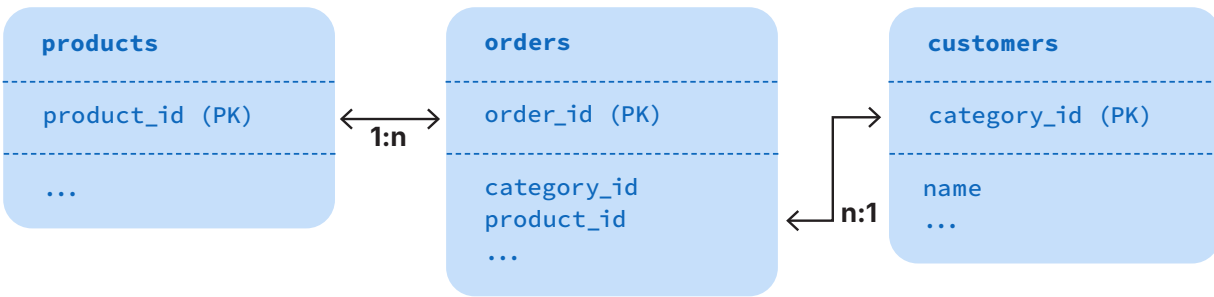 products
product_id (PK)
...
1:n
orders
order_id (PK)
category_id
product_id
...
n:1
customers
category_id (PK)
name
...